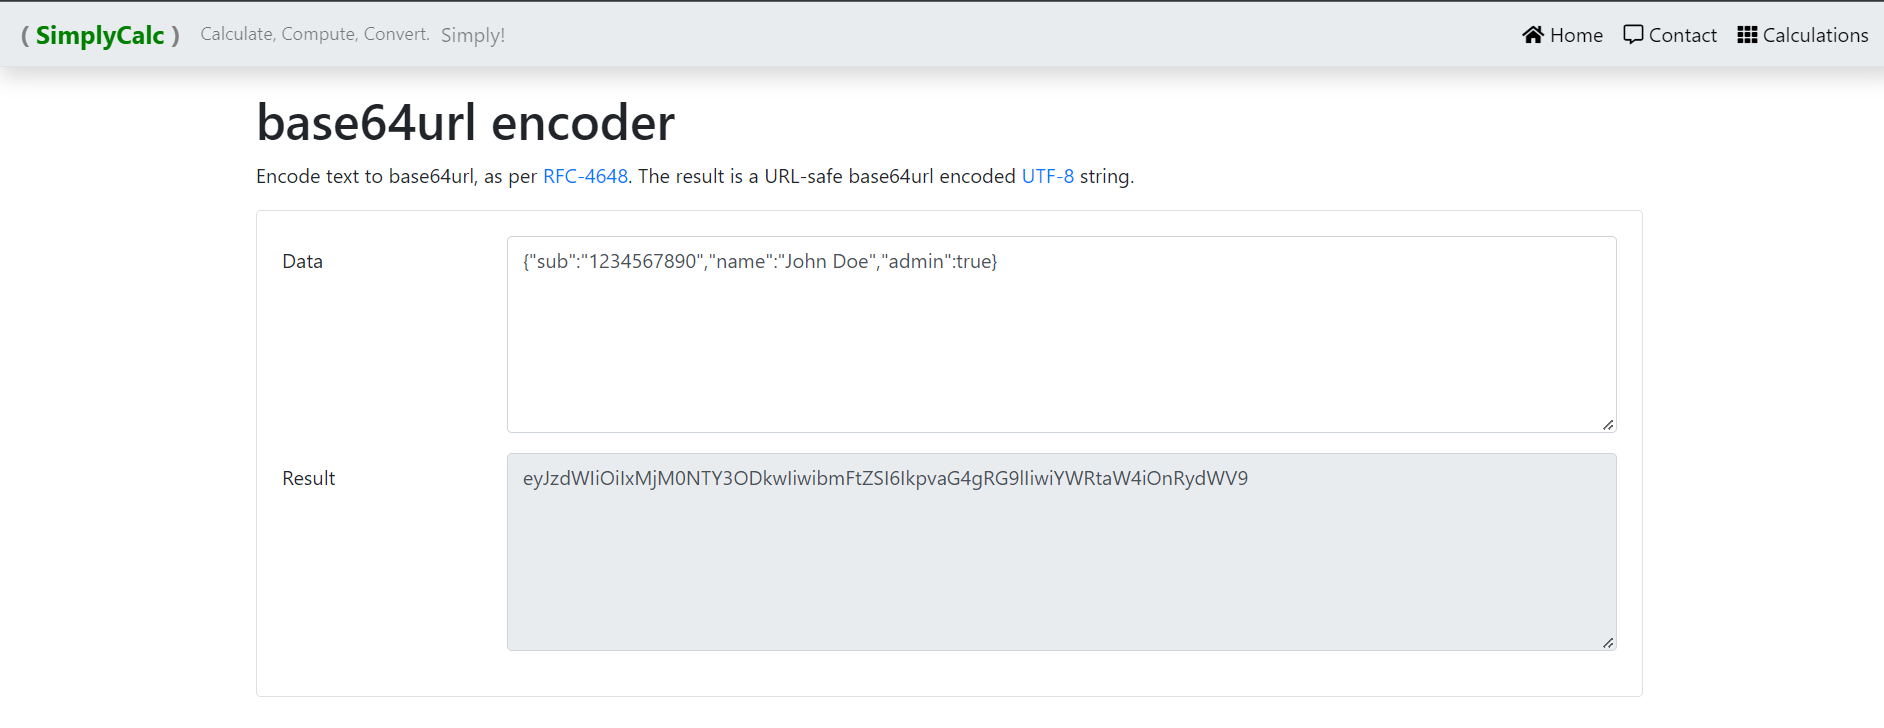 ( SimplyCalc ) Calculate, Compute, Convert. Simply! Home Contact Calculations
base64url encoder
Encode text to base64url, as per RFC-4648. The result is a URL-safe base64url encoded UTF-8 string.
Data
{"sub":"1234567890","name":"John Doe","admin":true}
Result
eyJzdWIiOiIxMjM0NTY3ODkwIiwibmFtZSI6IkpvaG4gRG9lIiwiYWRtaW4iOnRydWV9